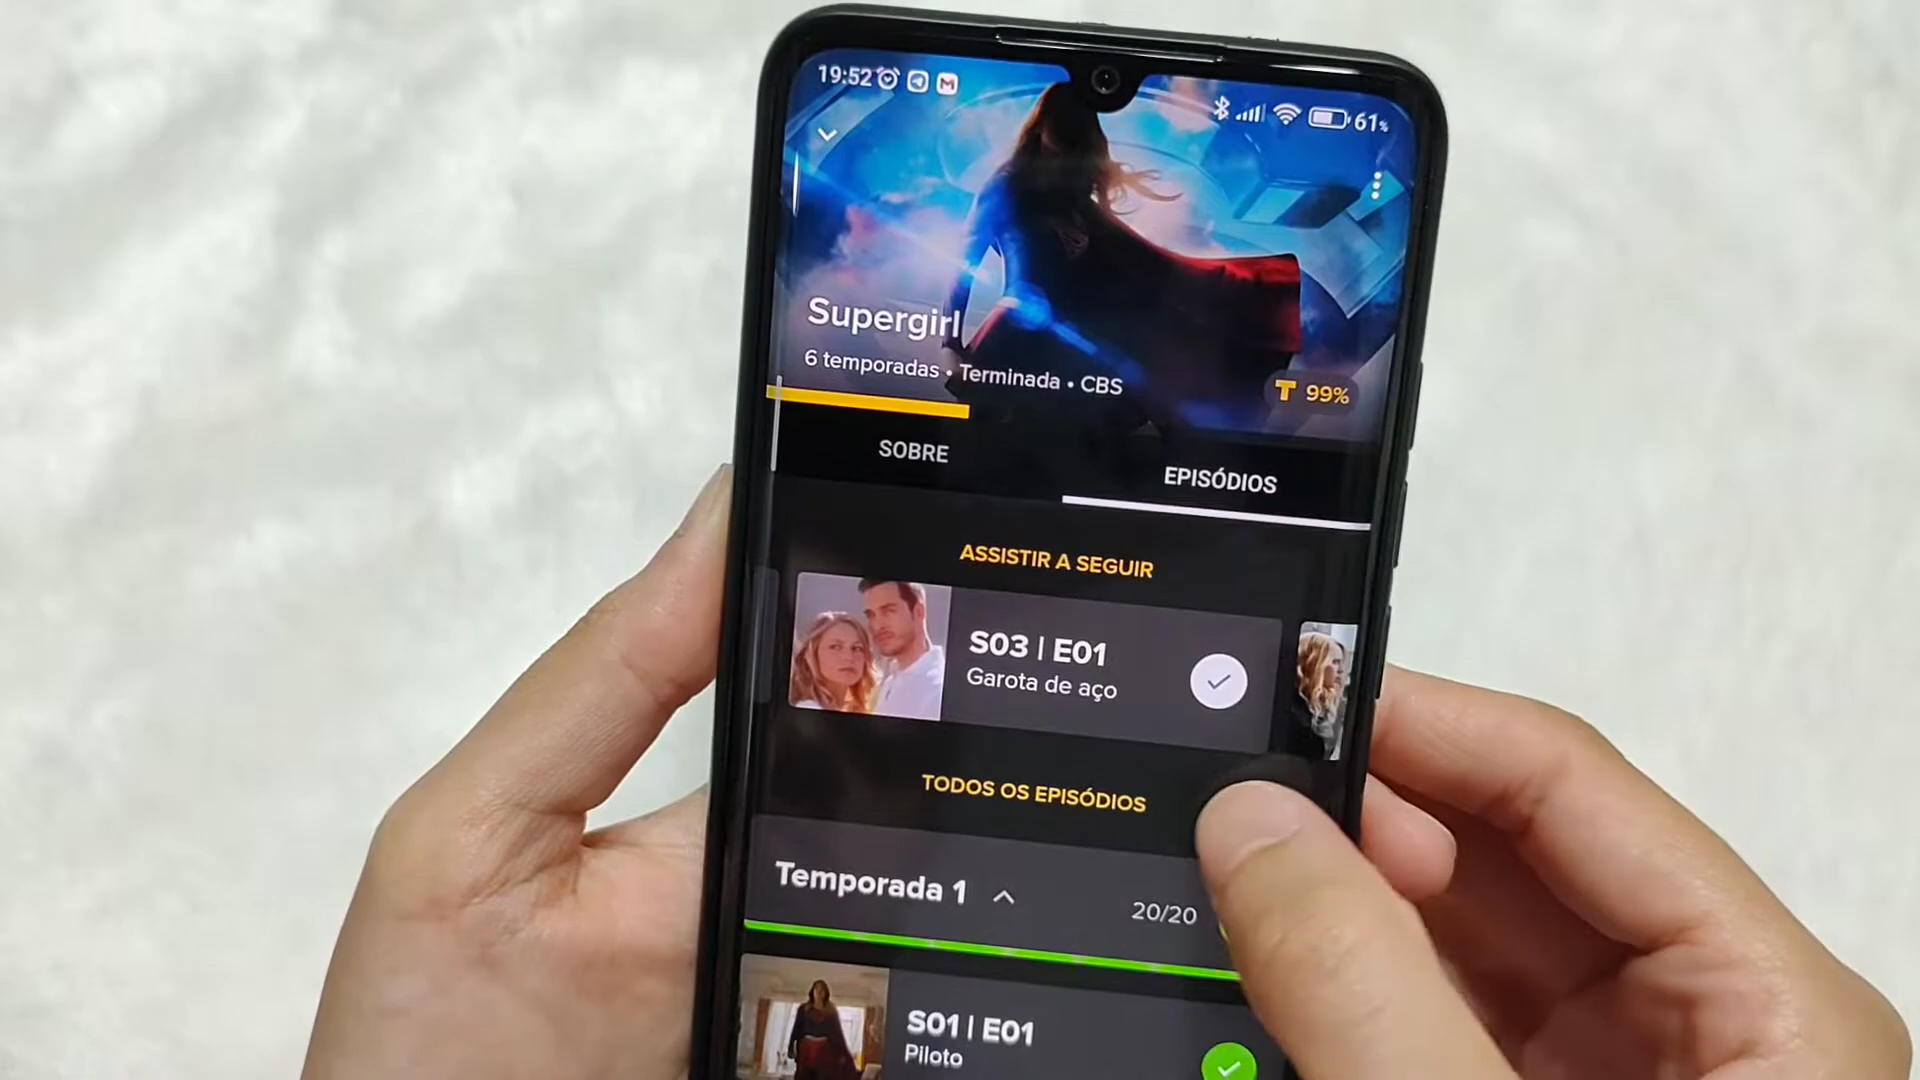 19:52
61%
Supergirl
6 temporadas • Terminada • CBS
T 99%
SOBRE
EPISÓDIOS
ASSISTIR A SEGUIR
S03 | E01
Garota de aço
TODOS OS EPISÓDIOS
Temporada 1
20/20
S01 | E01
Piloto